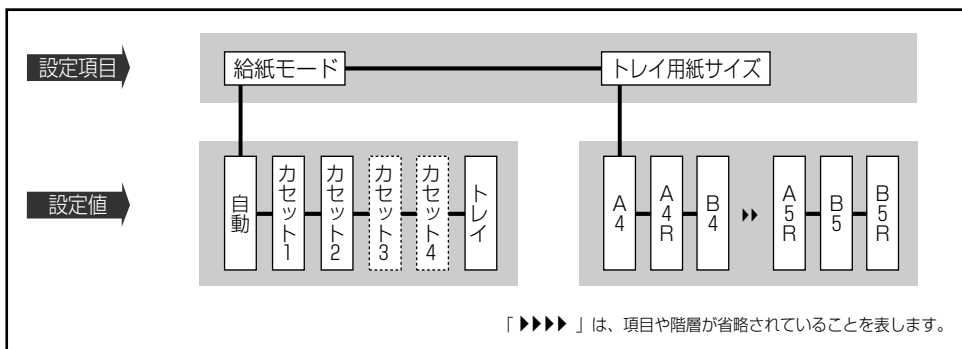 設定項目
給紙モード
トレイ用紙サイズ
設定値
自動
カセット1
カセット2
カセット3
カセット4
トレイ
A4
A4R
B4
A5R
B5
B5R
「▶▶▶▶」は、項目や階層が省略されていることを表します。